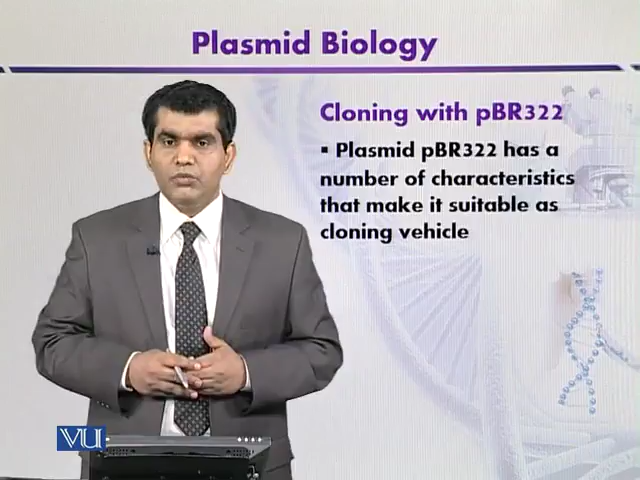 Plasmid Biology
Cloning with pBR322
▪ Plasmid pBR322 has a
number of characteristics
that make it suitable as
cloning vehicle
VU